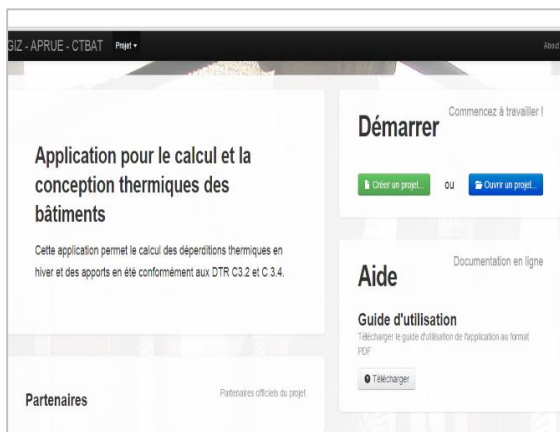 GIZ - APRUE - CTBAT
Projet
About
Application pour le calcul et la
conception thermiques des
bâtiments
Cette application permet le calcul des déperditions thermiques en
hiver et des apports en été conformément aux DTR C3.2 et C 3.4.
Partenaires
Partenaires officiels du projet
Démarrer
Commencez à travailler !
Créer un projet...
ou
Ouvrir un projet...
Aide
Documentation en ligne
Guide d'utilisation
Télécharger le guide d'utilisation de l'application au format
PDF
Télécharger